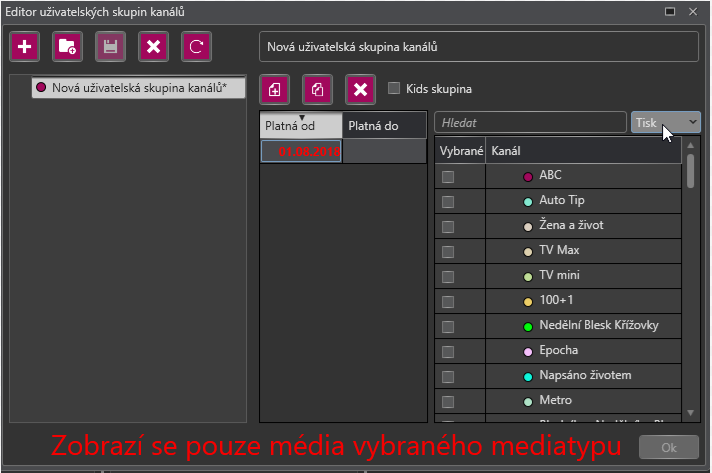 Editor uživatelských skupin kanálů
Nová uživatelská skupina kanálů
Nová uživatelská skupina kanálů*
Kids skupina
Platná od Platná do
Hledat Tisk
Vybrané Kanál
ABC
Auto Tip
Žena a život
TV Max
TV mini
100+1
Nedělní Blesk Křížovky
Epocha
Napsáno životem
Metro
Zobrazí se pouze média vybraného mediatypu
Ok